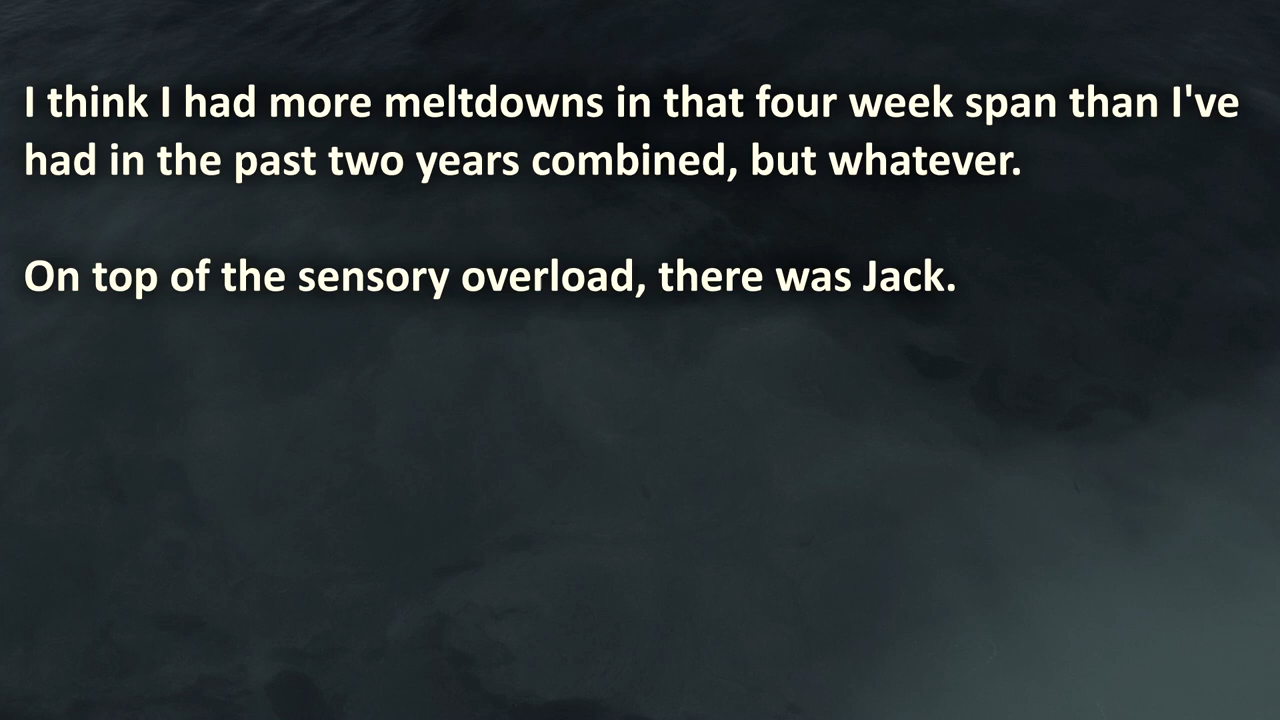 I think I had more meltdowns in that four week span than I've
had in the past two years combined, but whatever.
On top of the sensory overload, there was Jack.